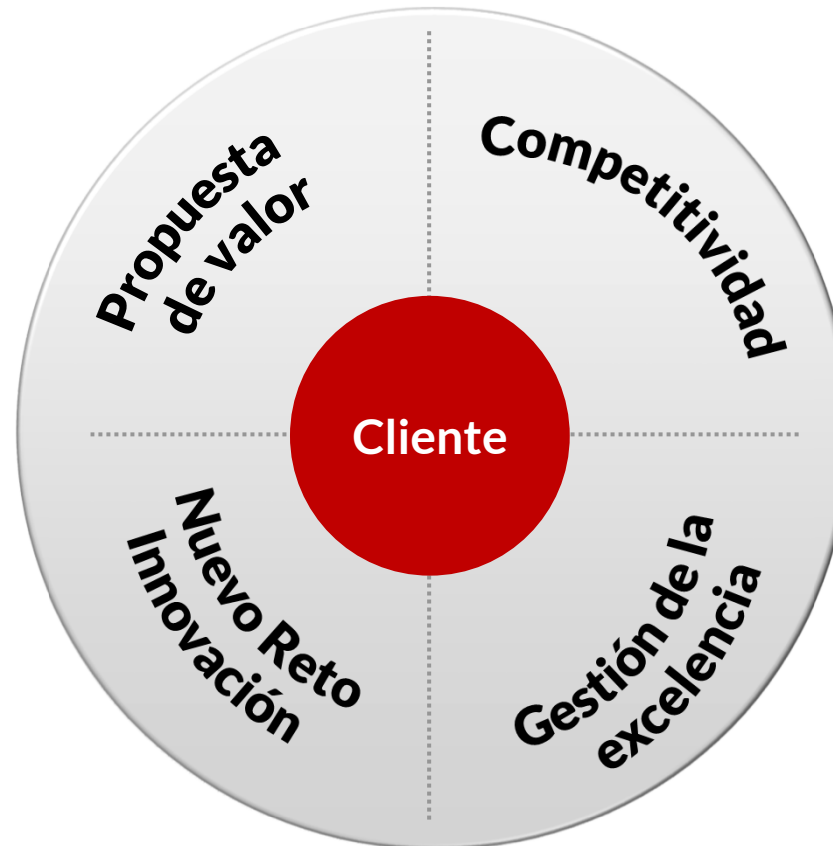 Propuesta
de valor
Competitividad
Cliente
Nuevo Reto
Innovación
Gestión de la
excelencia